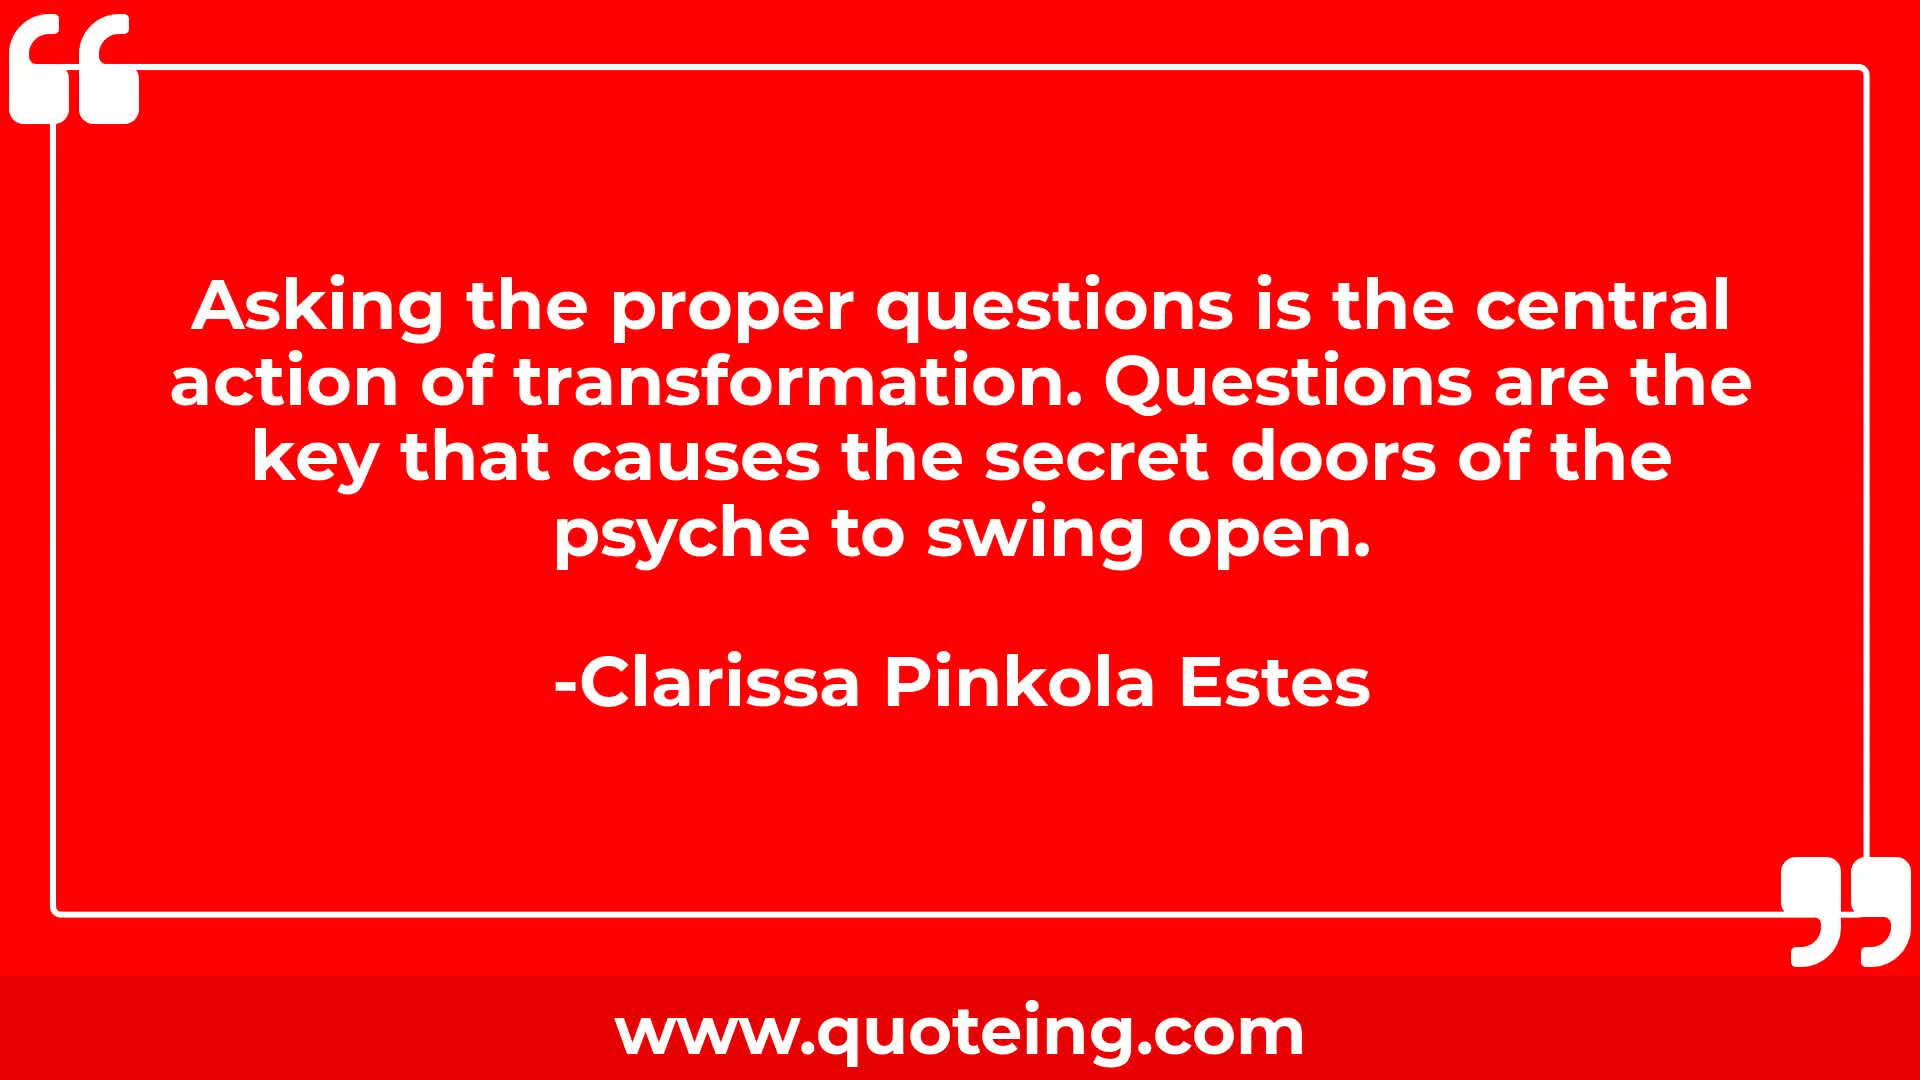 Asking the proper questions is the central
action of transformation. Questions are the
key that causes the secret doors of the
psyche to swing open.
-Clarissa Pinkola Estes
www.quoteing.com